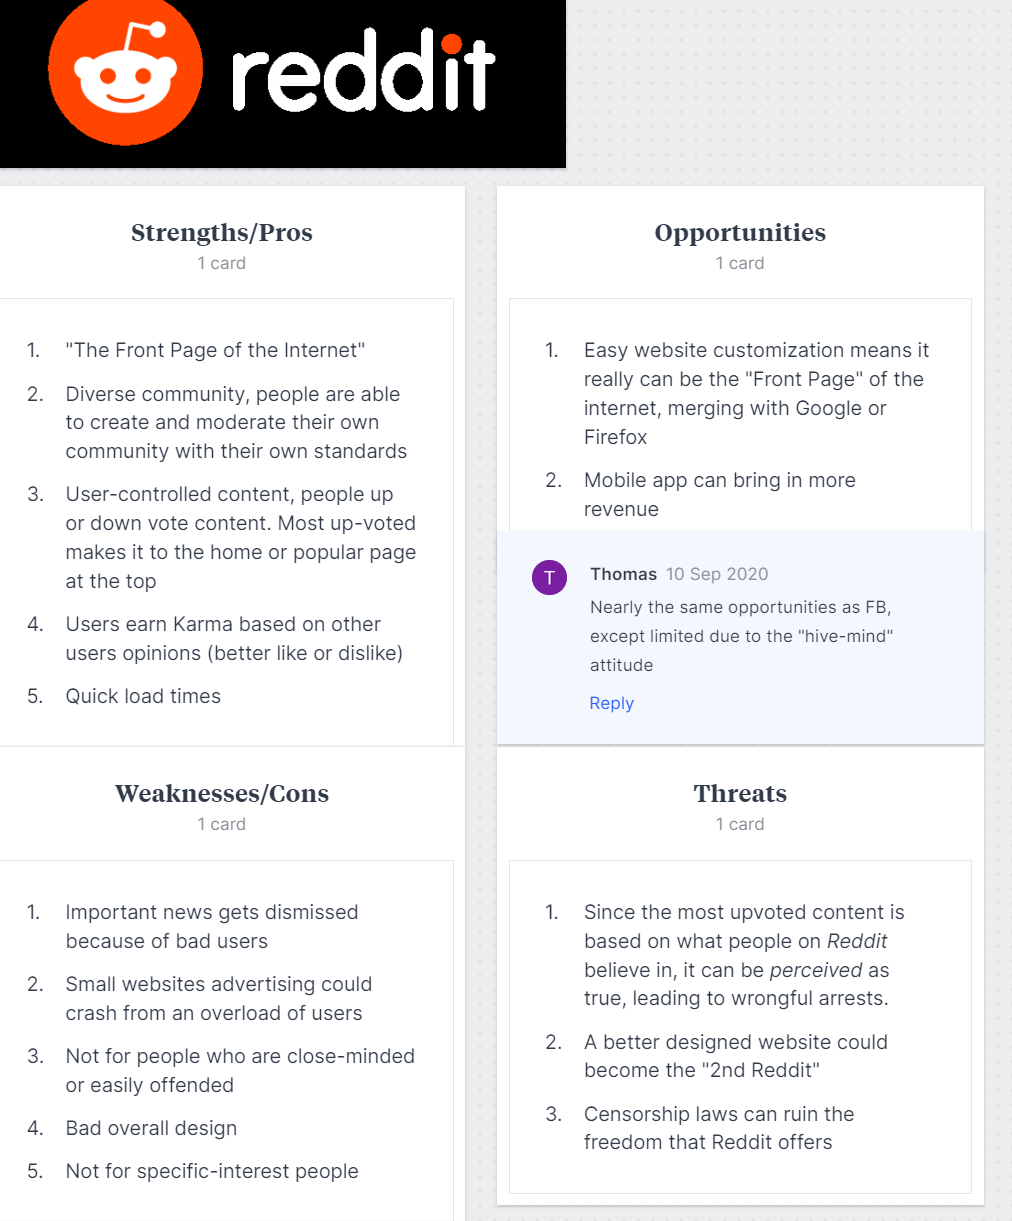 reddit
Strengths/Pros
1 card
1. "The Front Page of the Internet"
2. Diverse community, people are able
to create and moderate their own
community with their own standards
3. User-controlled content, people up
or down vote content. Most up-voted
makes it to the home or popular page
at the top
4. Users earn Karma based on other
users opinions (better like or dislike)
5. Quick load times
Opportunities
1 card
1. Easy website customization means it
really can be the "Front Page" of the
internet, merging with Google or
Firefox
2. Mobile app can bring in more
revenue
T
Thomas 10 Sep 2020
Nearly the same opportunities as FB,
except limited due to the "hive-mind"
attitude
Reply
Weaknesses/Cons
1 card
1. Important news gets dismissed
because of bad users
2. Small websites advertising could
crash from an overload of users
3. Not for people who are close-minded
or easily offended
4. Bad overall design
5. Not for specific-interest people
Threats
1 card
1. Since the most upvoted content is
based on what people on Reddit
believe in, it can be perceived as
true, leading to wrongful arrests.
2. A better designed website could
become the "2nd Reddit"
3. Censorship laws can ruin the
freedom that Reddit offers